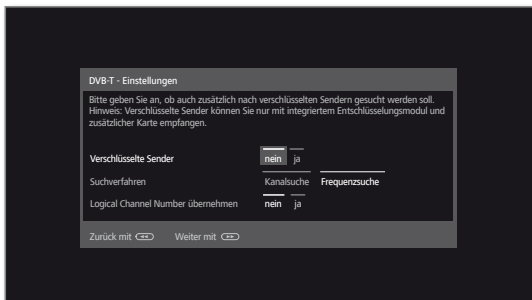 DVB-T - Einstellungen
Bitte geben Sie an, ob auch zusätzlich nach verschlüsselten Sendern gesucht werden soll.
Hinweis: Verschlüsselte Sender können Sie nur mit integriertem Entschlüsselungsmodul und
zusätzlicher Karte empfangen.
Verschlüsselte Sender nein ja
Suchverfahren Kanalsuche Frequenzsuche
Logical Channel Number übernehmen nein ja
Zurück mit Weiter mit